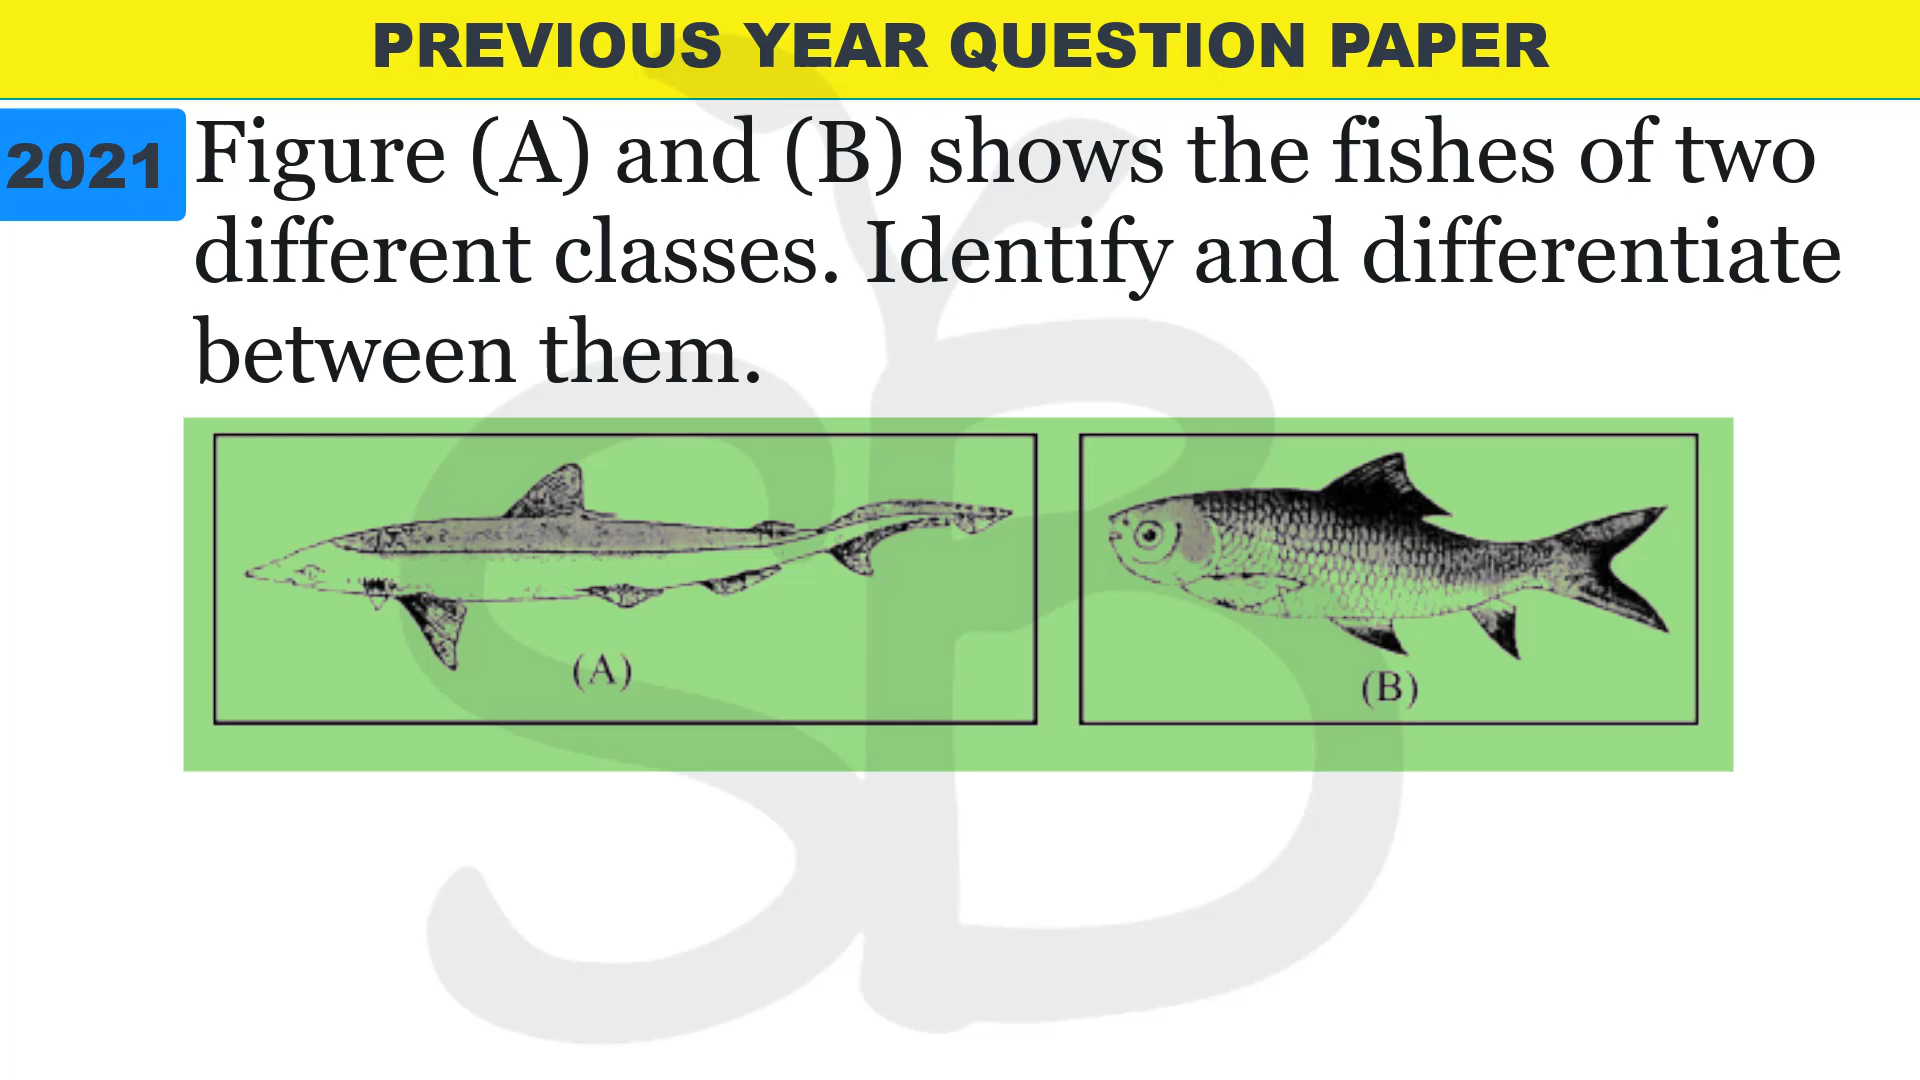 PREVIOUS YEAR QUESTION PAPER
2021
Figure (A) and (B) shows the fishes of two
different classes. Identify and differentiate
between them.
(A)
(B)